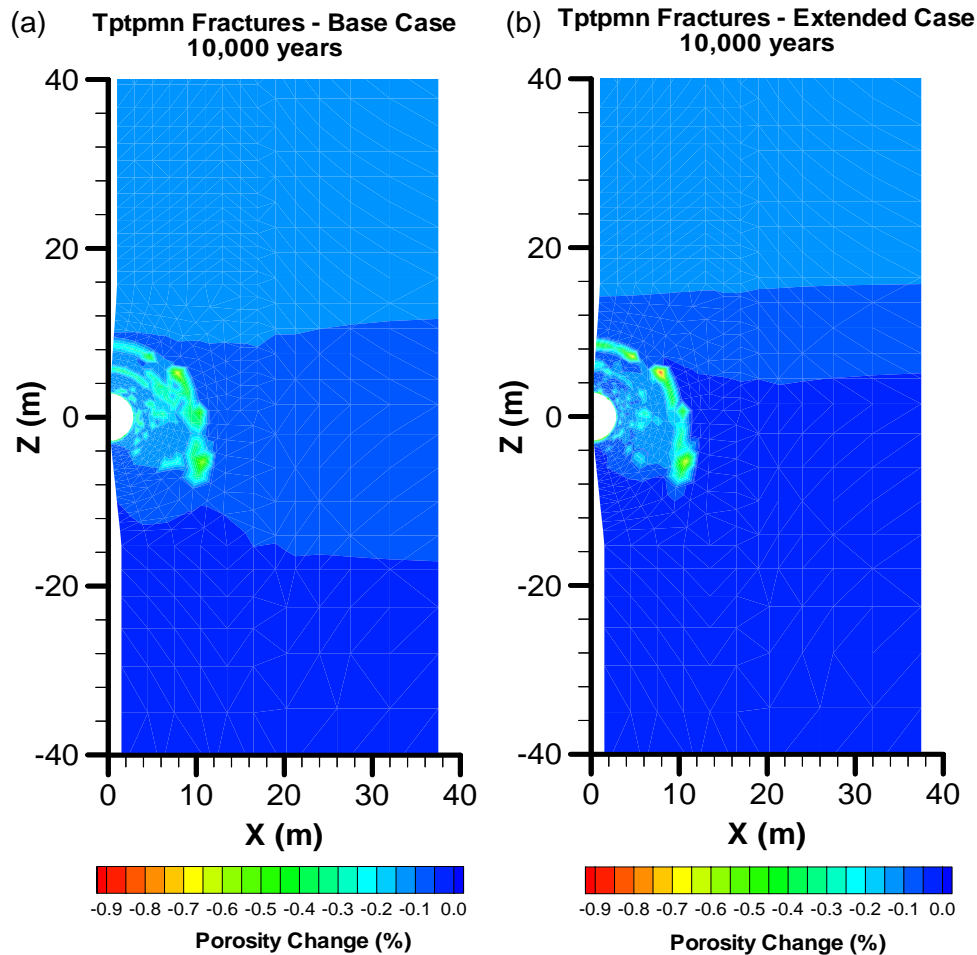 (a) Tptpmn Fractures - Base Case
10,000 years
40
20
0
-20
-40
Z (m)
0 10 20 30 40
X (m)
-0.9 -0.8 -0.7 -0.6 -0.5 -0.4 -0.3 -0.2 -0.1 0.0
Porosity Change (%)
(b) Tptpmn Fractures - Extended Case
10,000 years
40
20
0
-20
-40
Z (m)
0 10 20 30 40
X (m)
-0.9 -0.8 -0.7 -0.6 -0.5 -0.4 -0.3 -0.2 -0.1 0.0
Porosity Change (%)